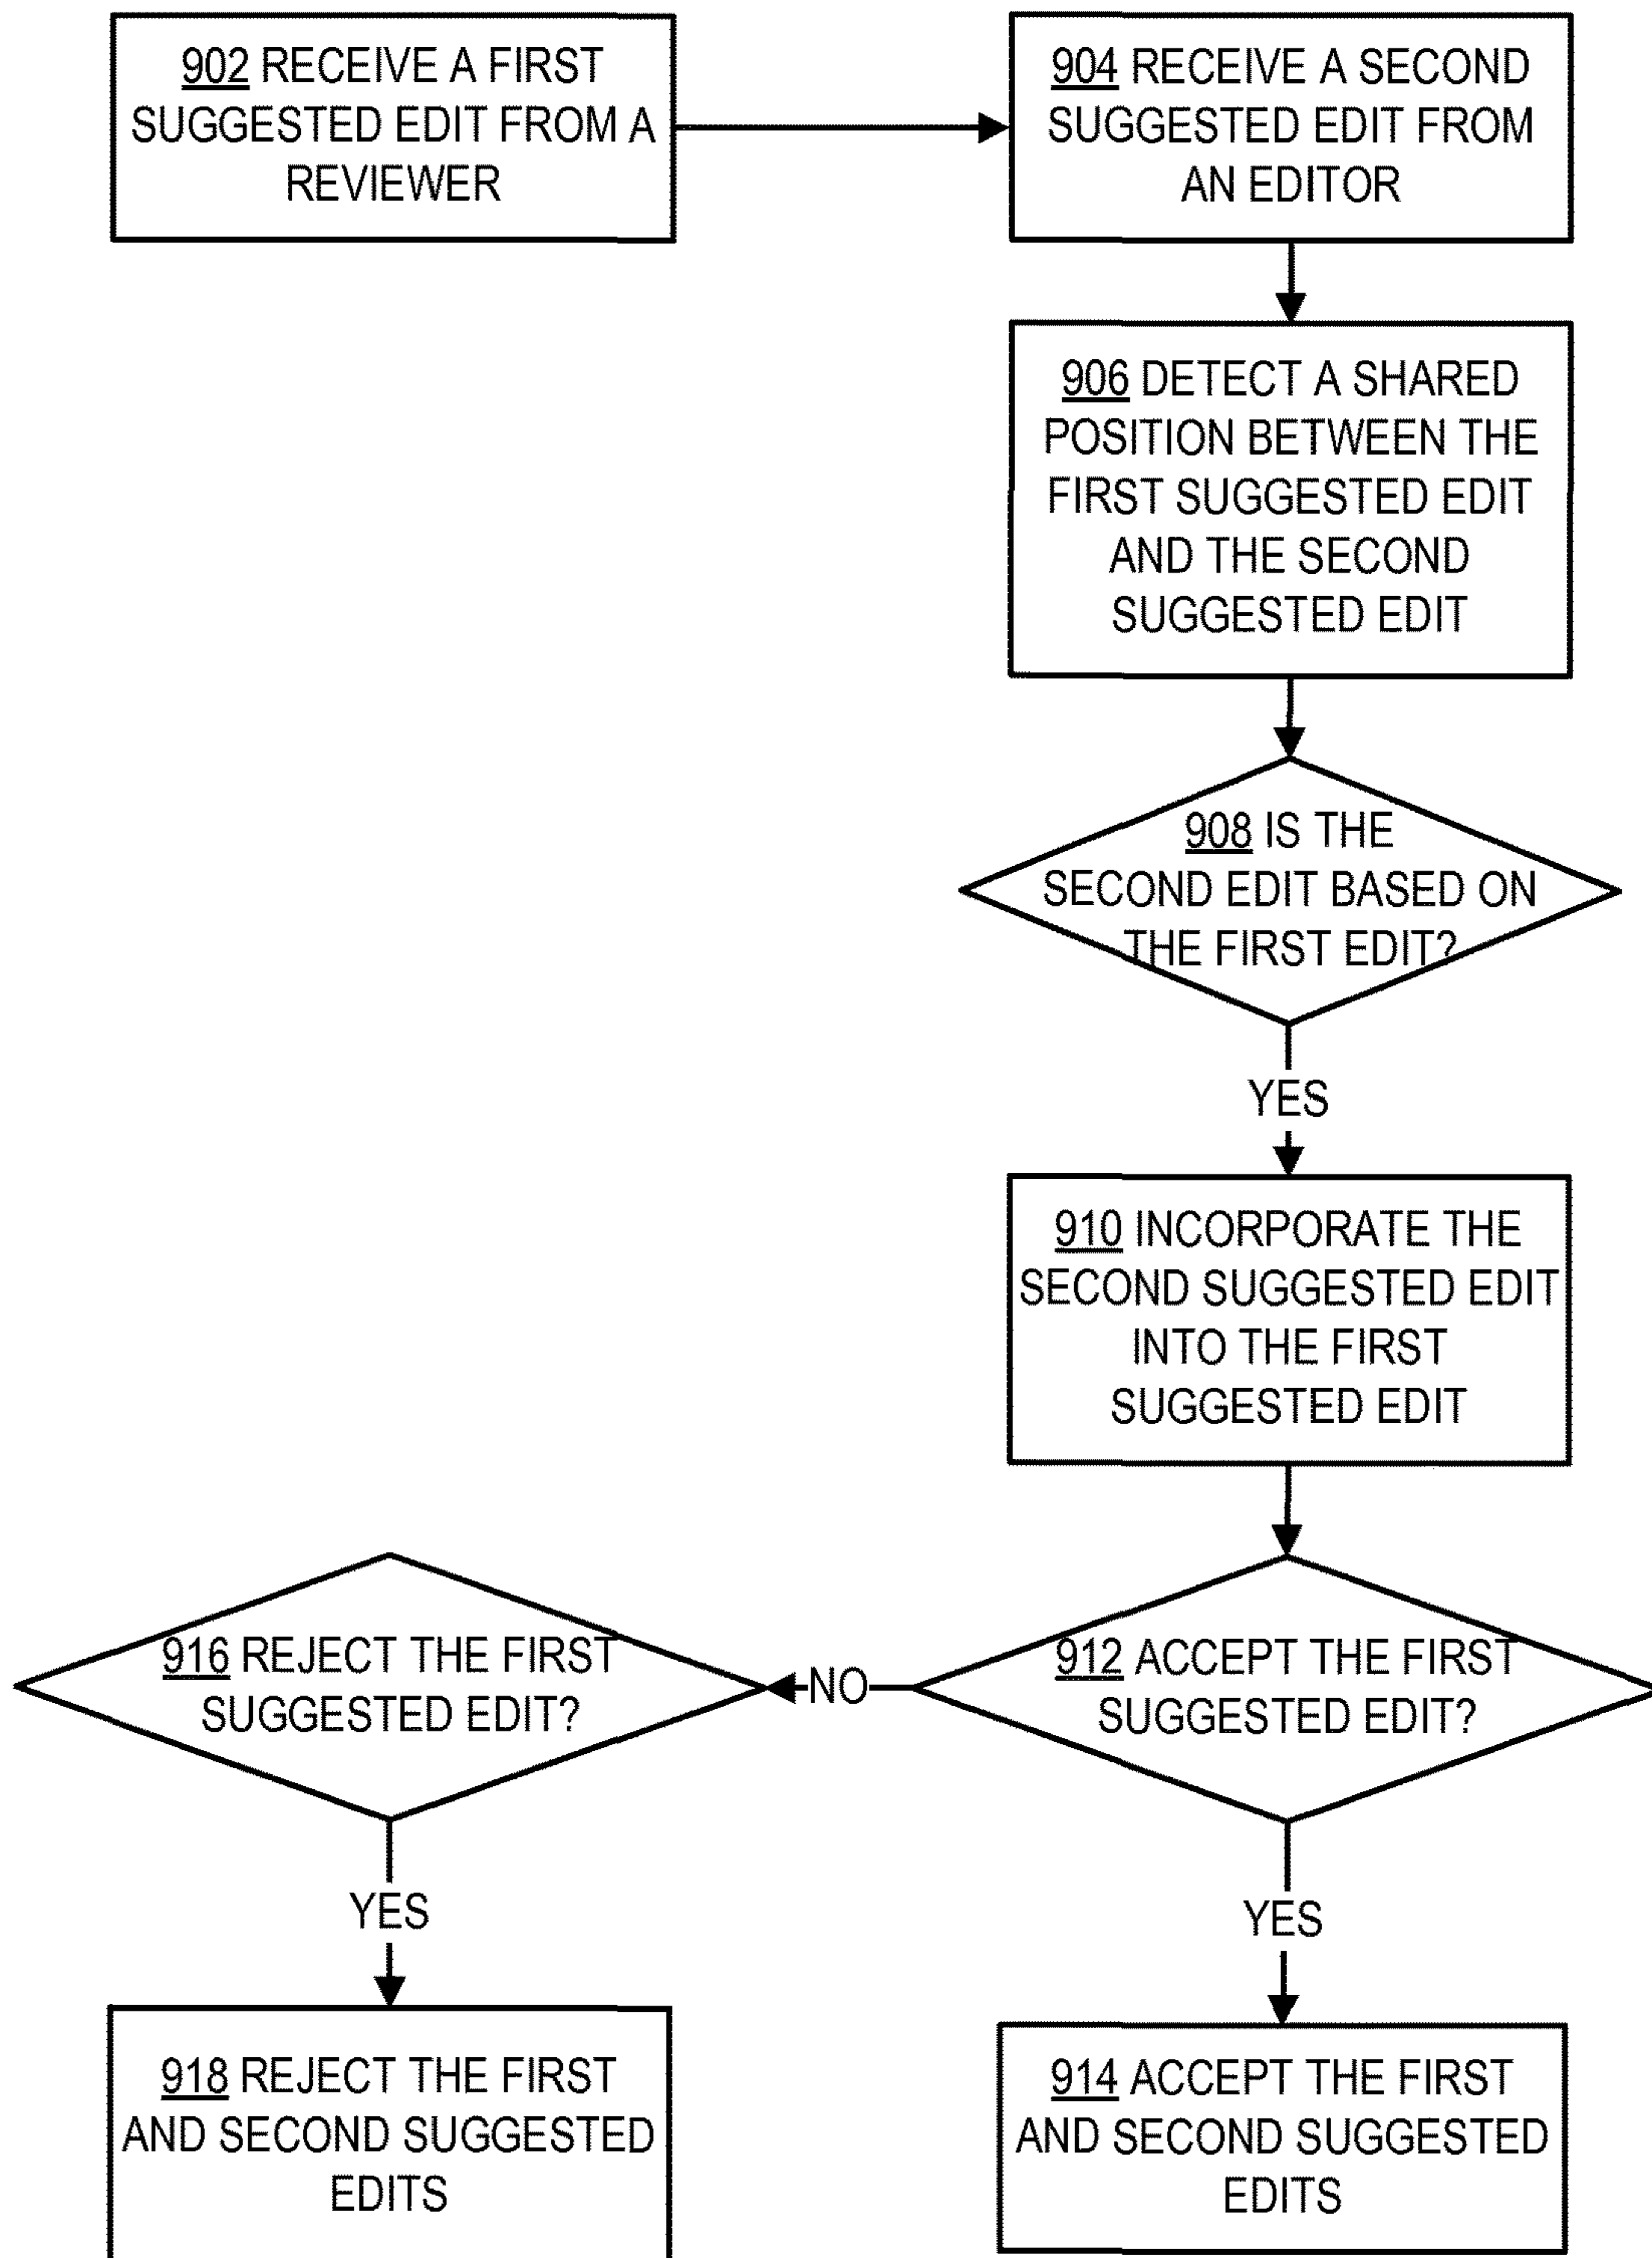 902 RECEIVE A FIRST
SUGGESTED EDIT FROM A
REVIEWER
904 RECEIVE A SECOND
SUGGESTED EDIT FROM
AN EDITOR
906 DETECT A SHARED
POSITION BETWEEN THE
FIRST SUGGESTED EDIT
AND THE SECOND
SUGGESTED EDIT
908 IS THE
SECOND EDIT BASED ON
THE FIRST EDIT?
YES
910 INCORPORATE THE
SECOND SUGGESTED EDIT
INTO THE FIRST
SUGGESTED EDIT
912 ACCEPT THE FIRST
SUGGESTED EDIT?
NO
916 REJECT THE FIRST
SUGGESTED EDIT?
YES
YES
918 REJECT THE FIRST
AND SECOND SUGGESTED
EDITS
914 ACCEPT THE FIRST
AND SECOND SUGGESTED
EDITS